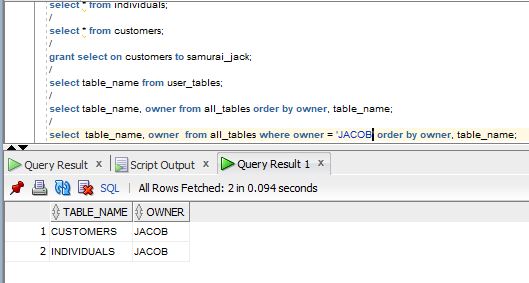 select * from individuals;
/
select * from customers;
/
grant select on customers to samurai_jack;
/
select table_name from user_tables;
/
select table_name, owner from all_tables order by owner, table_name;
/
select  table_name, owner  from all_tables where owner = 'JACOB' order by owner, table_name;
Query Result x Script Output x Query Result 1 x
SQL | All Rows Fetched: 2 in 0.094 seconds
TABLE_NAME OWNER
1 CUSTOMERS JACOB
2 INDIVIDUALS JACOB